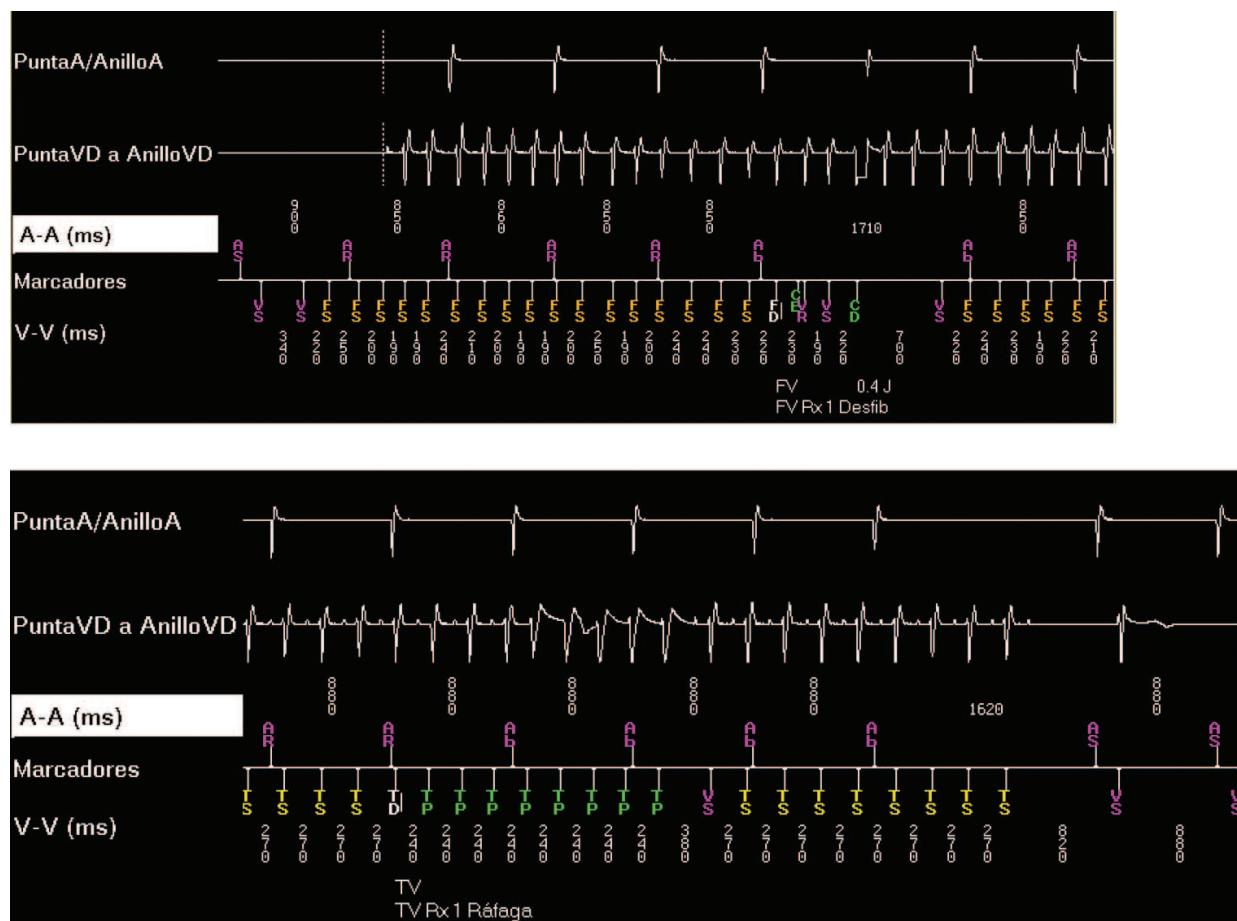 PuntaA/AnilloA
PuntaVD a AnilloVD
900 850 860 850 850 1710 850
A-A (ms)
AS AR AR AR AR Ab Ab AR
Marcadores
VS VS FS FS FS FS FS FS FS FS FS FS FS FS FS FS FS FS FS FD CE VR VS CD VS FS FS FS FS FS FS
V-V (ms)
340 220 250 200 190 190 240 210 200 190 190 200 250 190 200 240 240 230 220 230 190 220 700 220 240 230 190 220 210
FV 0.4 J
FV Rx 1 Desfib
PuntaA/AnilloA
PuntaVD a AnilloVD
880 880 880 880 880 1620 880
A-A (ms)
AR AR Ab Ab Ab Ab AS AS
Marcadores
TS TS TS TS TD TP TP TP TP TP TP TP TP VS TS TS TS TS TS TS TS TS VS VS
V-V (ms)
270 270 270 270 240 240 240 240 240 240 240 240 380 270 270 270 270 270 270 270 270 820 880
TV
TV Rx 1 Ráfaga